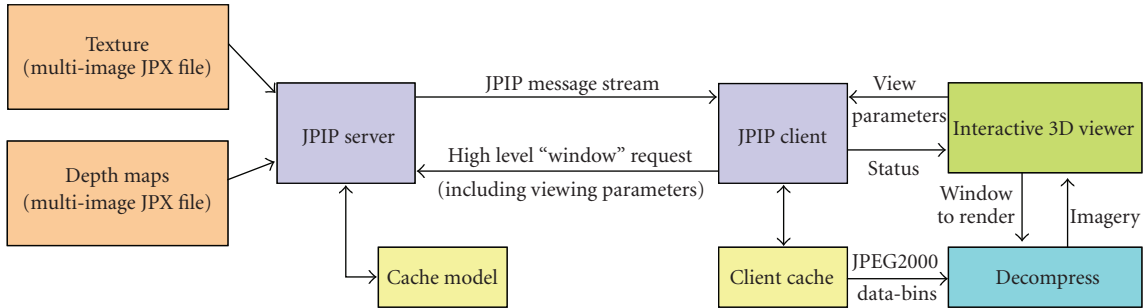 Texture
(multi-image JPX file)
Depth maps
(multi-image JPX file)
JPIP server
JPIP message stream
High level “window” request
(including viewing parameters)
Cache model
JPIP client
View
parameters
Status
Interactive 3D viewer
Window
to render
Imagery
Client cache
JPEG2000
data-bins
Decompress